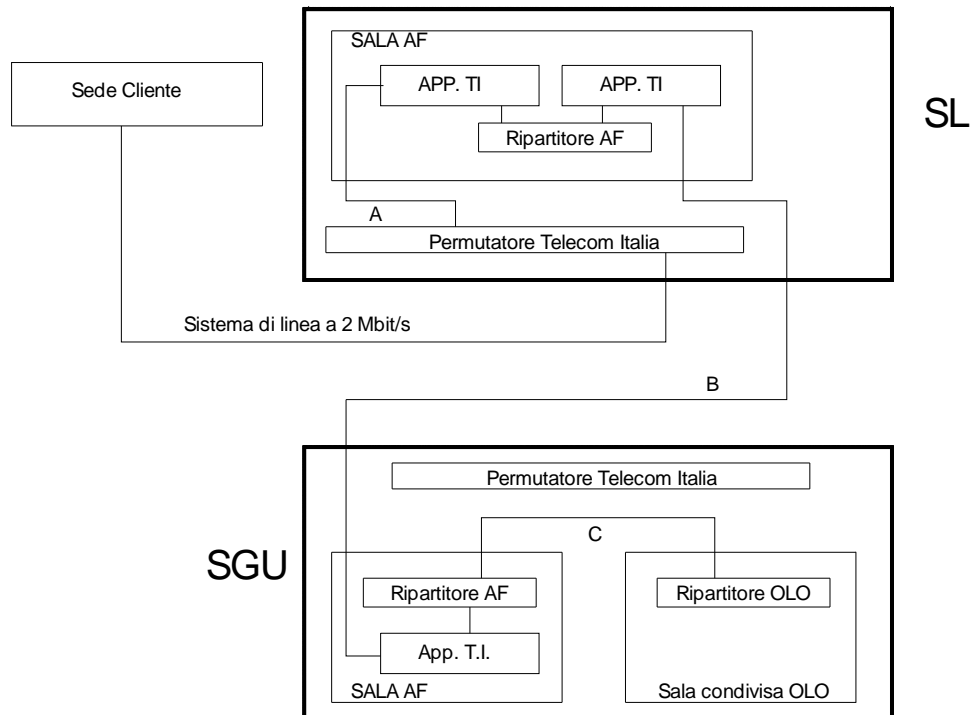 SALA AF
Sede Cliente
APP. TI
APP. TI
SL
Ripartitore AF
A
Permutatore Telecom Italia
Sistema di linea a 2 Mbit/s
B
Permutatore Telecom Italia
C
SGU
Ripartitore AF
Ripartitore OLO
App. T.I.
SALA AF
Sala condivisa OLO